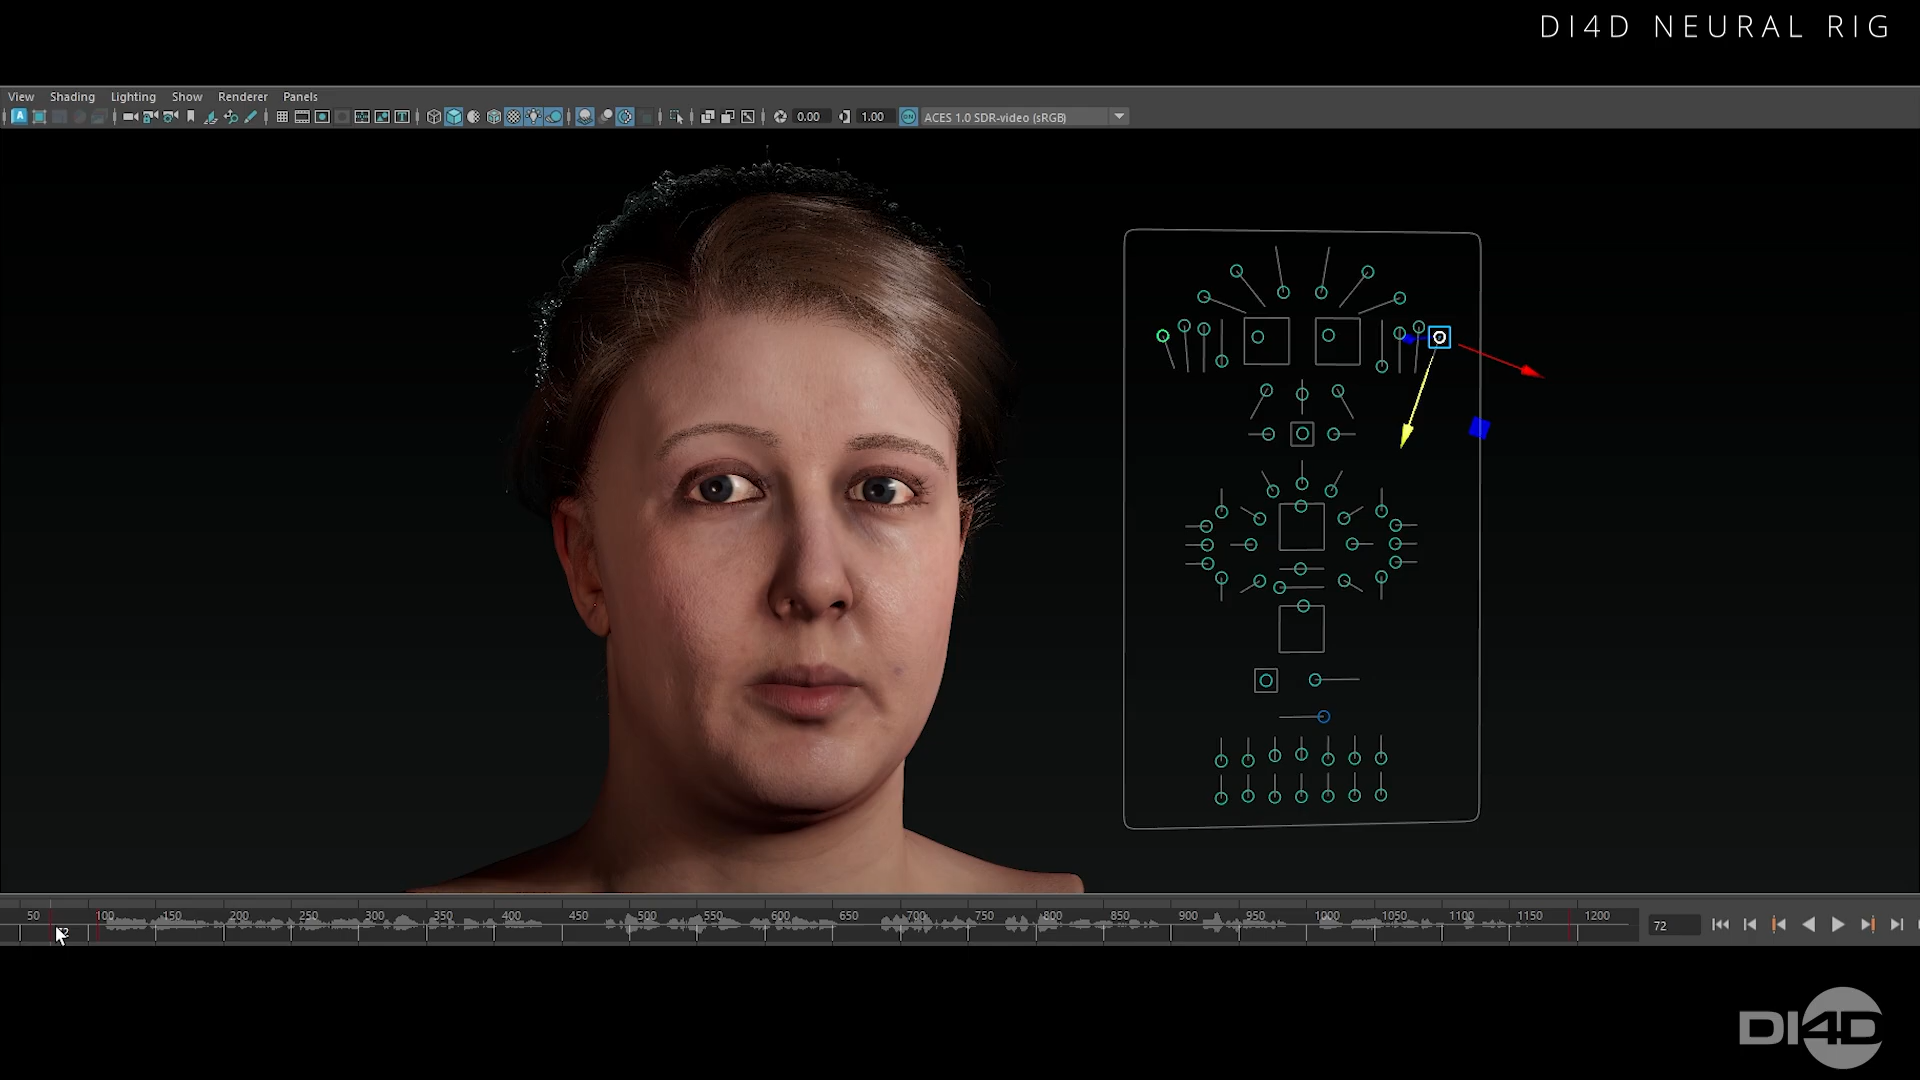 DI4D NEURAL RIG
View Shading Lighting Show Renderer Panels
0.00 1.00 ACES 1.0 SDR-video (sRGB)
50 100 150 200 250 300 350 400 450 500 550 600 650 700 750 800 850 900 950 1000 1050 1100 1150 1200
72
DI4D